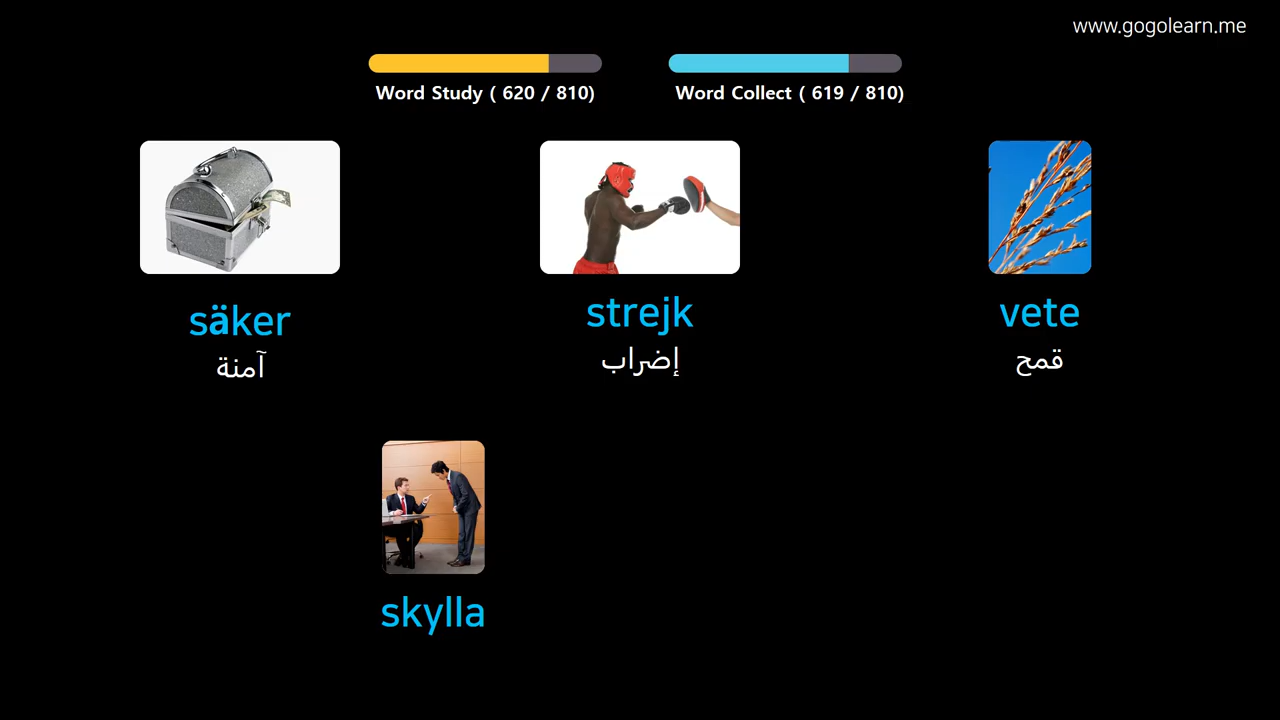 www.gogolearn.me
Word Study ( 620 / 810)
Word Collect ( 619 / 810)
säker
آمنة
strejk
إضراب
vete
قمح
skylla